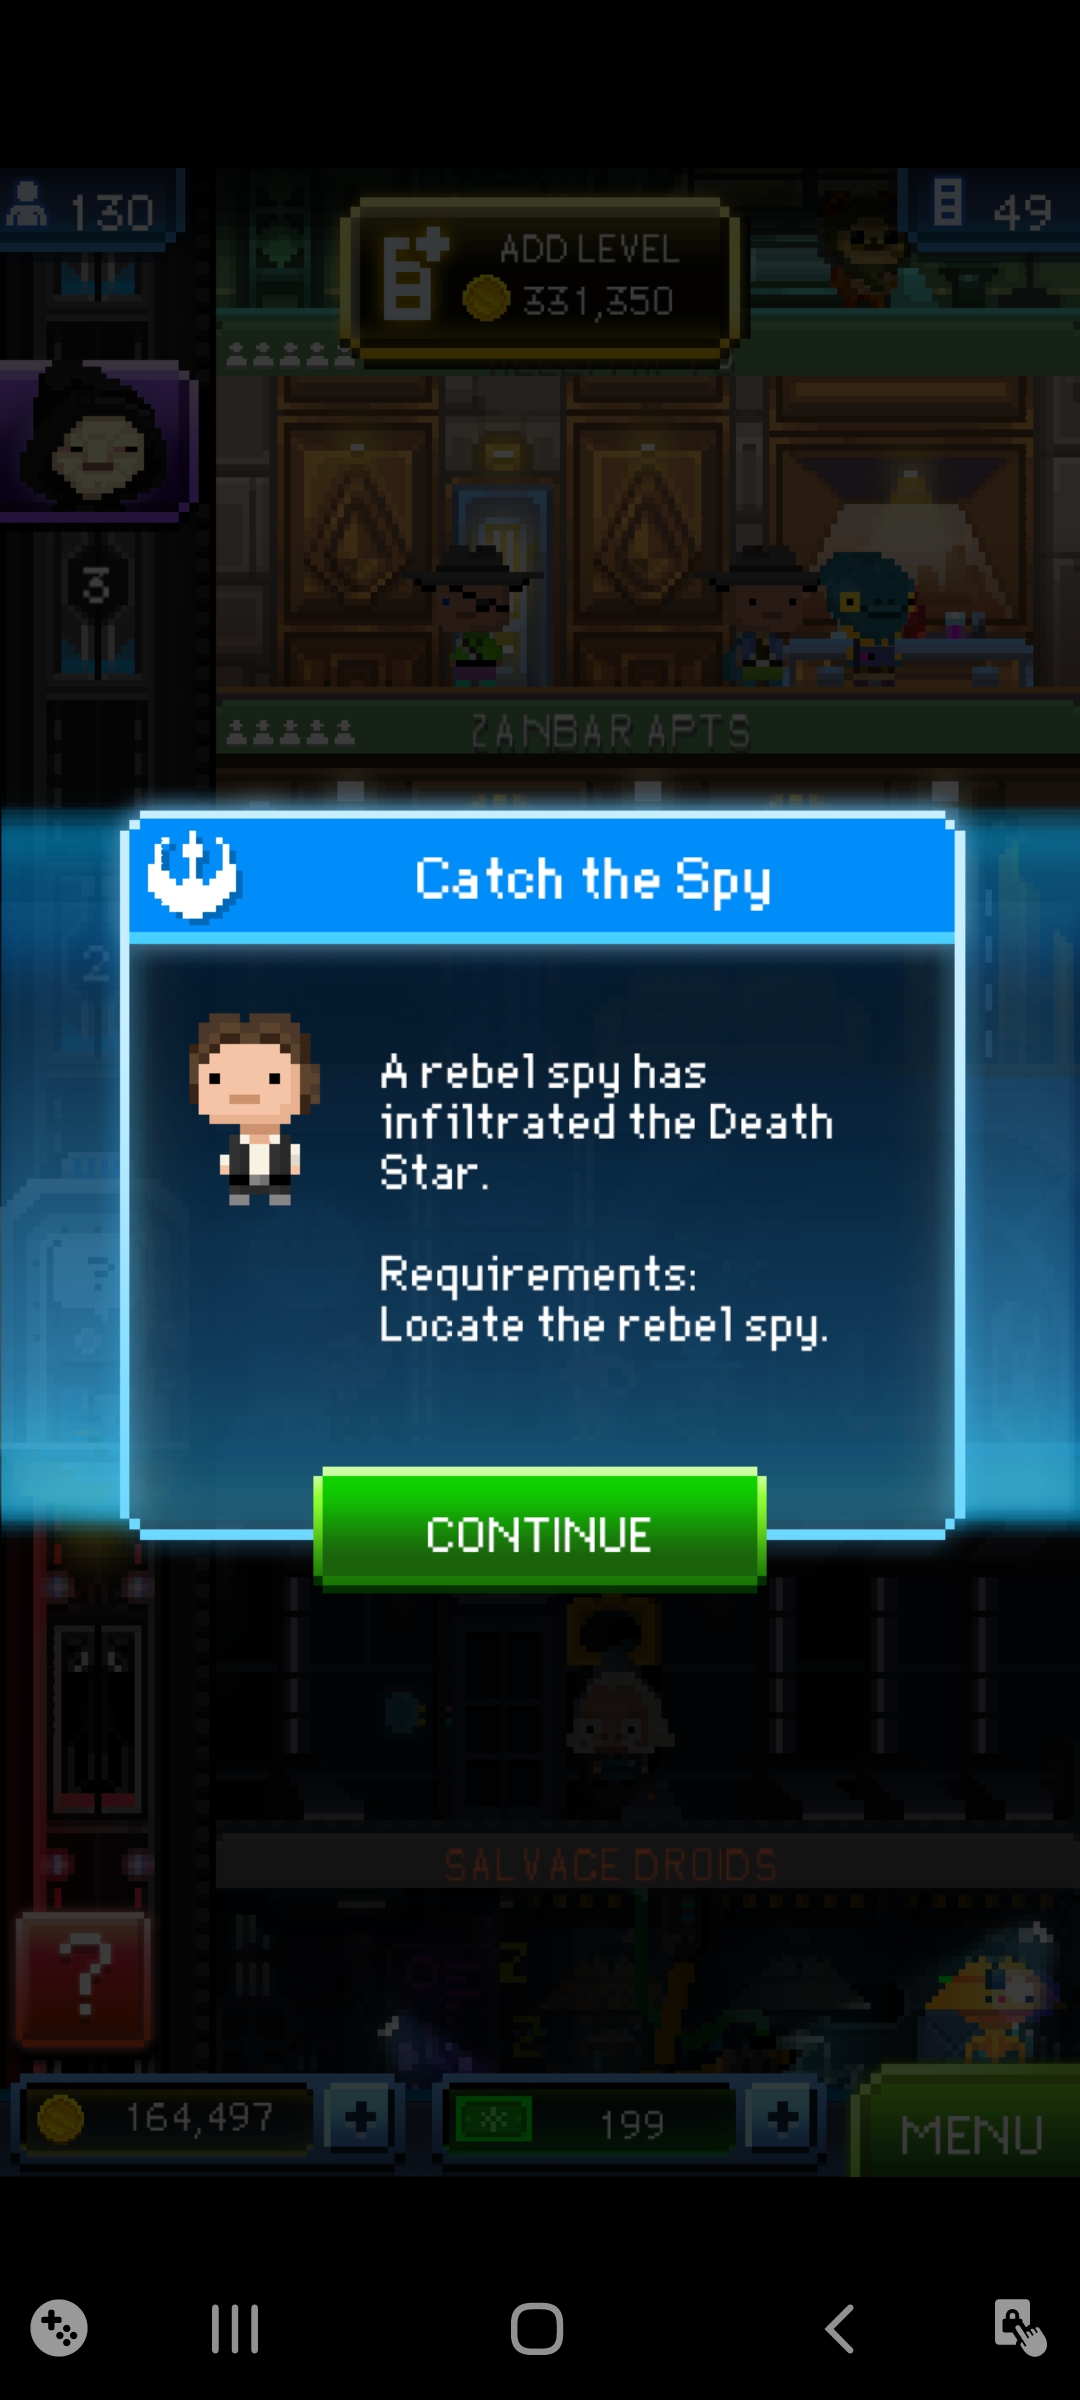 130
49
ADD LEVEL
331,350
3
ZANBAR APTS
Catch the Spy
2
A rebel spy has
infiltrated the Death
Star.
Requirements:
Locate the rebel spy.
CONTINUE
SALVAGE DROIDS
?
164,497
+
199
+
MENU